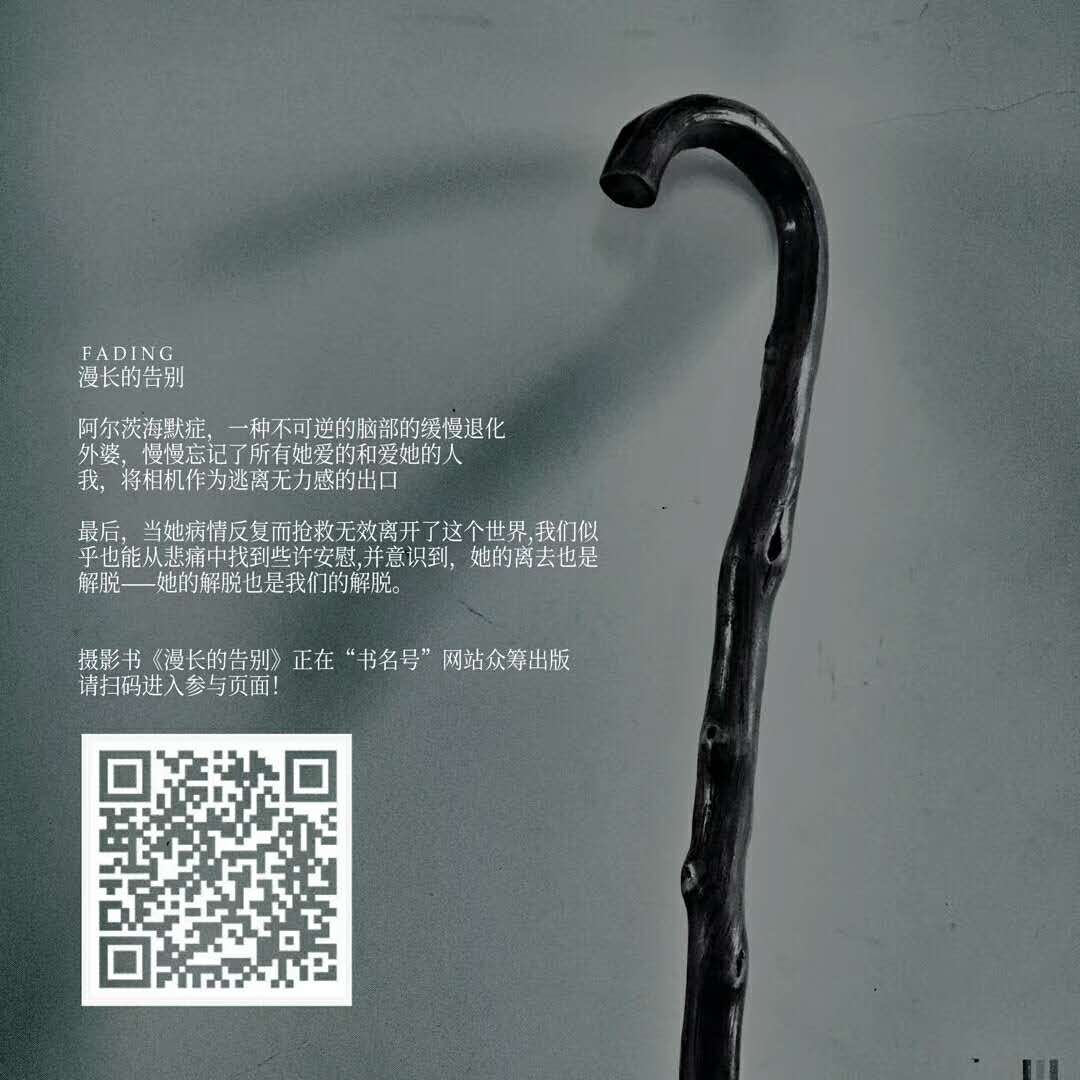 FADING
漫长的告别
阿尔茨海默症，一种不可逆的脑部的缓慢退化
外婆，慢慢忘记了所有她爱的和爱她的人
我，将相机作为逃离无力感的出口
最后，当她病情反复而抢救无效离开了这个世界,我们似
乎也能从悲痛中找到些许安慰,并意识到，她的离去也是
解脱——她的解脱也是我们的解脱。
摄影书《漫长的告别》正在“书名号”网站众筹出版
请扫码进入参与页面！